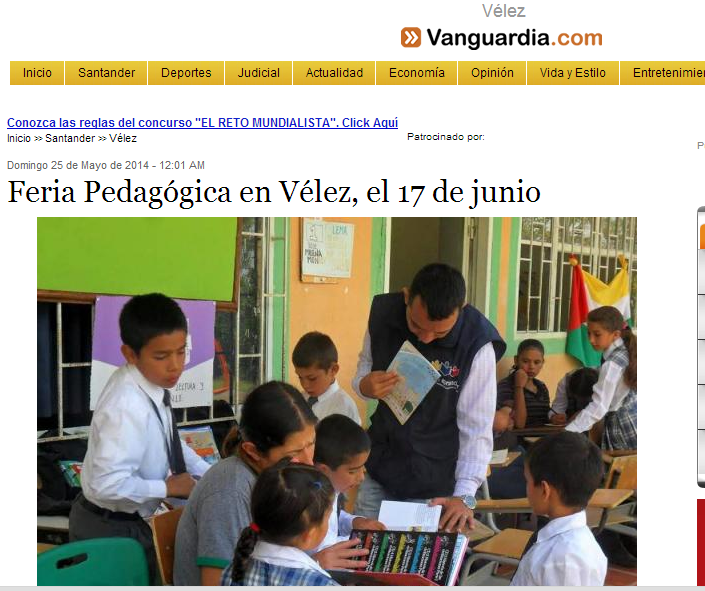 Vélez
Vanguardia.com
Inicio Santander Deportes Judicial Actualidad Economía Opinión Vida y Estilo Entretenimie
Conozca las reglas del concurso "EL RETO MUNDIALISTA". Click Aquí
Inicio >> Santander >> Vélez
Patrocinado por:
P
Domingo 25 de Mayo de 2014 - 12:01 AM
Feria Pedagógica en Vélez, el 17 de junio
LEMA